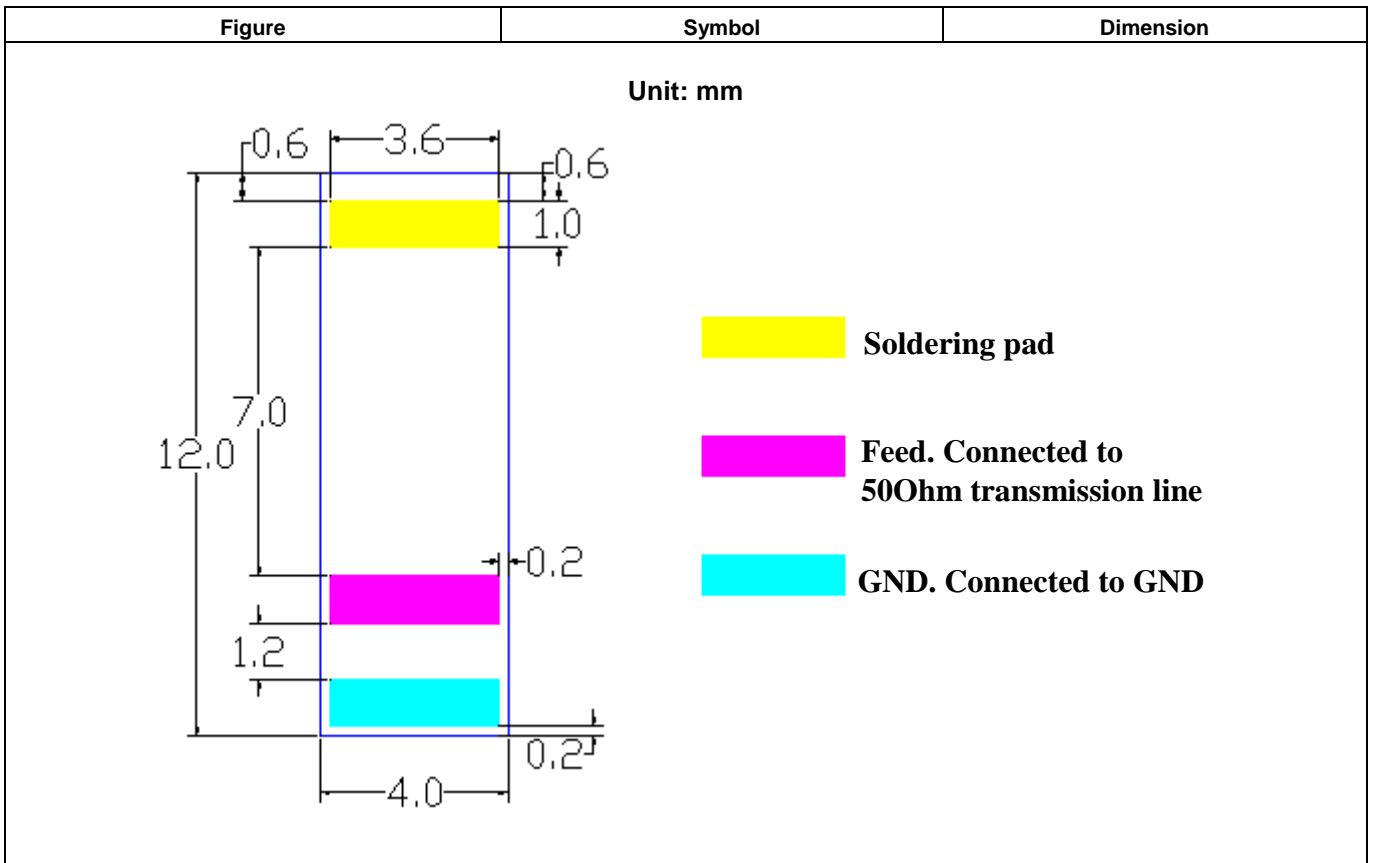 Figure Symbol Dimension
Unit: mm
0.6 3.6 0.6
1.0
7.0
12.0
0.2
1.2
0.2
4.0
Soldering pad
Feed. Connected to
50Ohm transmission line
GND. Connected to GND